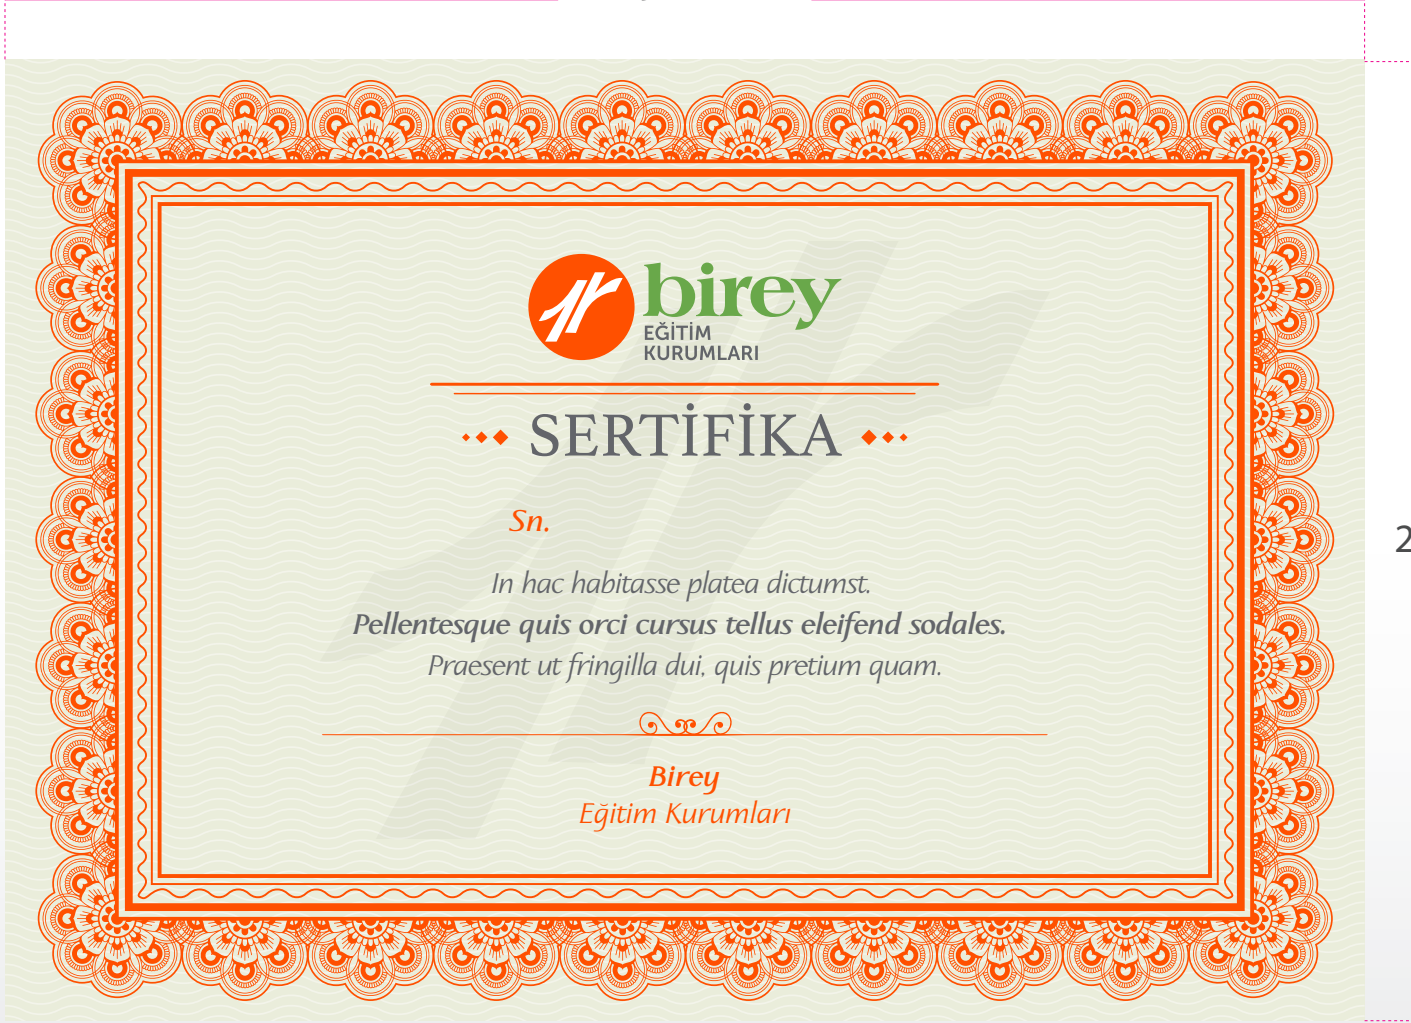 birey
EĞİTİM
KURUMLARI
SERTİFİKA
Sn.
In hac habitasse platea dictumst.
Pellentesque quis orci cursus tellus eleifend sodales.
Praesent ut fringilla dui, quis pretium quam.
Birey
Eğitim Kurumları